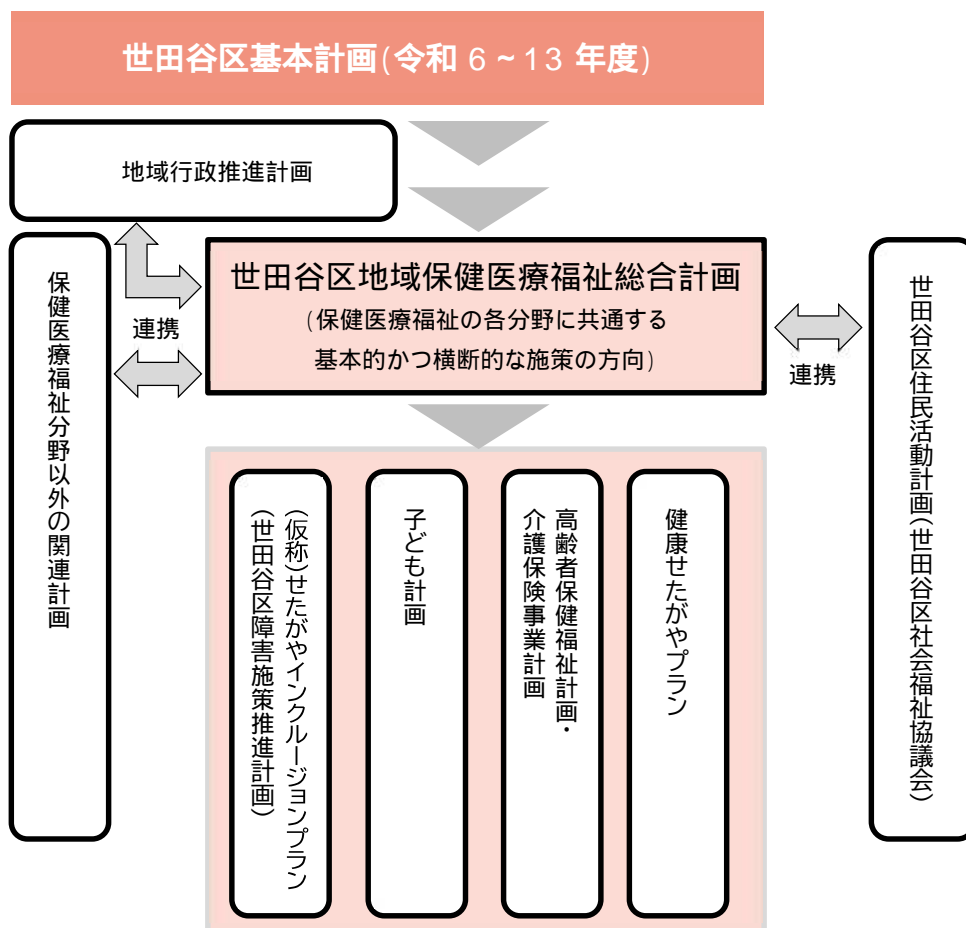 世田谷区基本計画(令和 6~13 年度)
地域行政推進計画
世田谷区地域保健医療福祉総合計画
(保健医療福祉の各分野に共通する
基本的かつ横断的な施策の方向)
連携
連携
保健医療福祉分野以外の関連計画
(仮称)せたがやインクルージョンプラン
(世田谷区障害施策推進計画)
子ども計画
高齢者保健福祉計画・
介護保険事業計画
健康せたがやプラン
世田谷区住民活動計画(世田谷区社会福祉協議会)